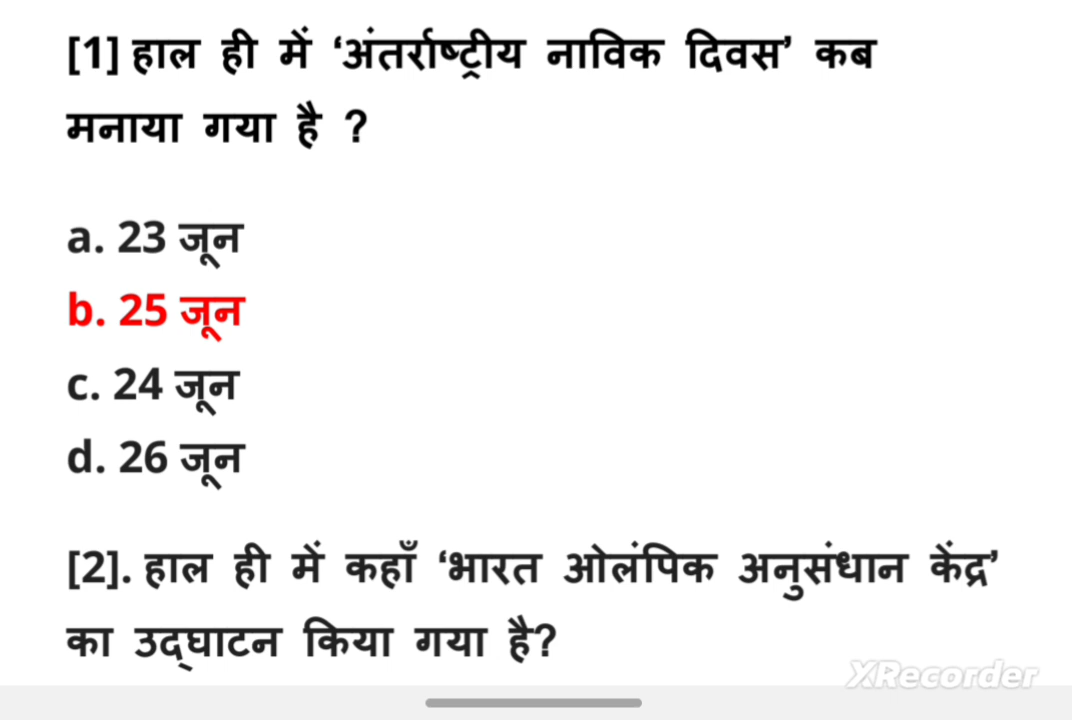 [1] हाल ही में ‘अंतर्राष्ट्रीय नाविक दिवस’ कब
मनाया गया है ?
a. 23 जून
b. 25 जून
c. 24 जून
d. 26 जून
[2]. हाल ही में कहाँ ‘भारत ओलंपिक अनुसंधान केंद्र’
का उद्घाटन किया गया है?
XRecorder